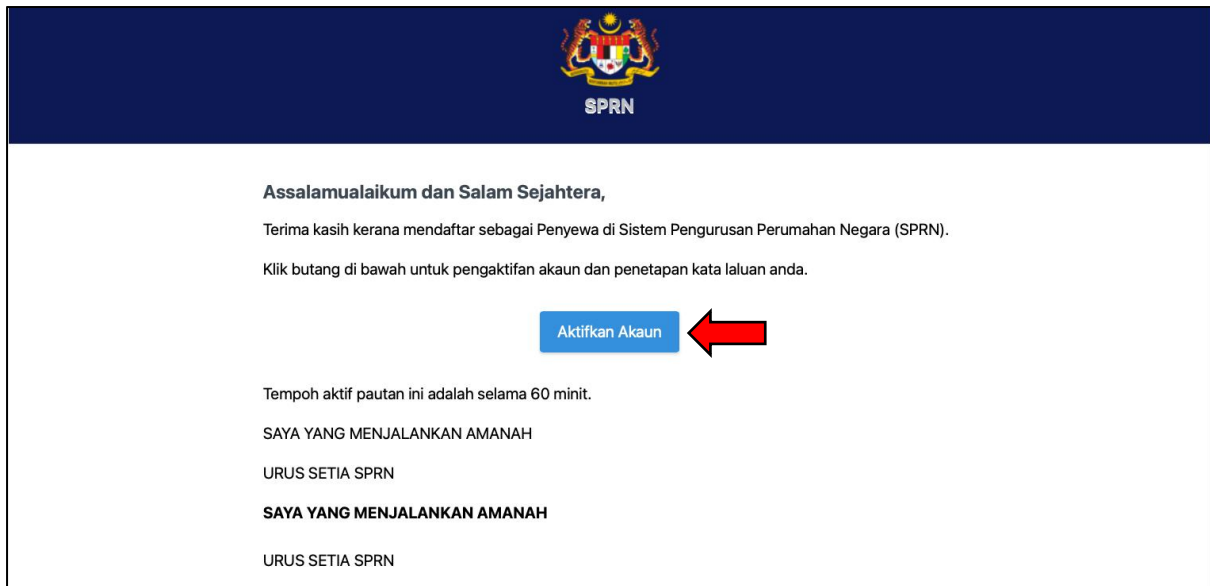 SPRN
Assalamualaikum dan Salam Sejahtera,
Terima kasih kerana mendaftar sebagai Penyewa di Sistem Pengurusan Perumahan Negara (SPRN).
Klik butang di bawah untuk pengaktifan akaun dan penetapan kata laluan anda.
Aktifkan Akaun
Tempoh aktif pautan ini adalah selama 60 minit.
SAYA YANG MENJALANKAN AMANAH
URUS SETIA SPRN
SAYA YANG MENJALANKAN AMANAH
URUS SETIA SPRN